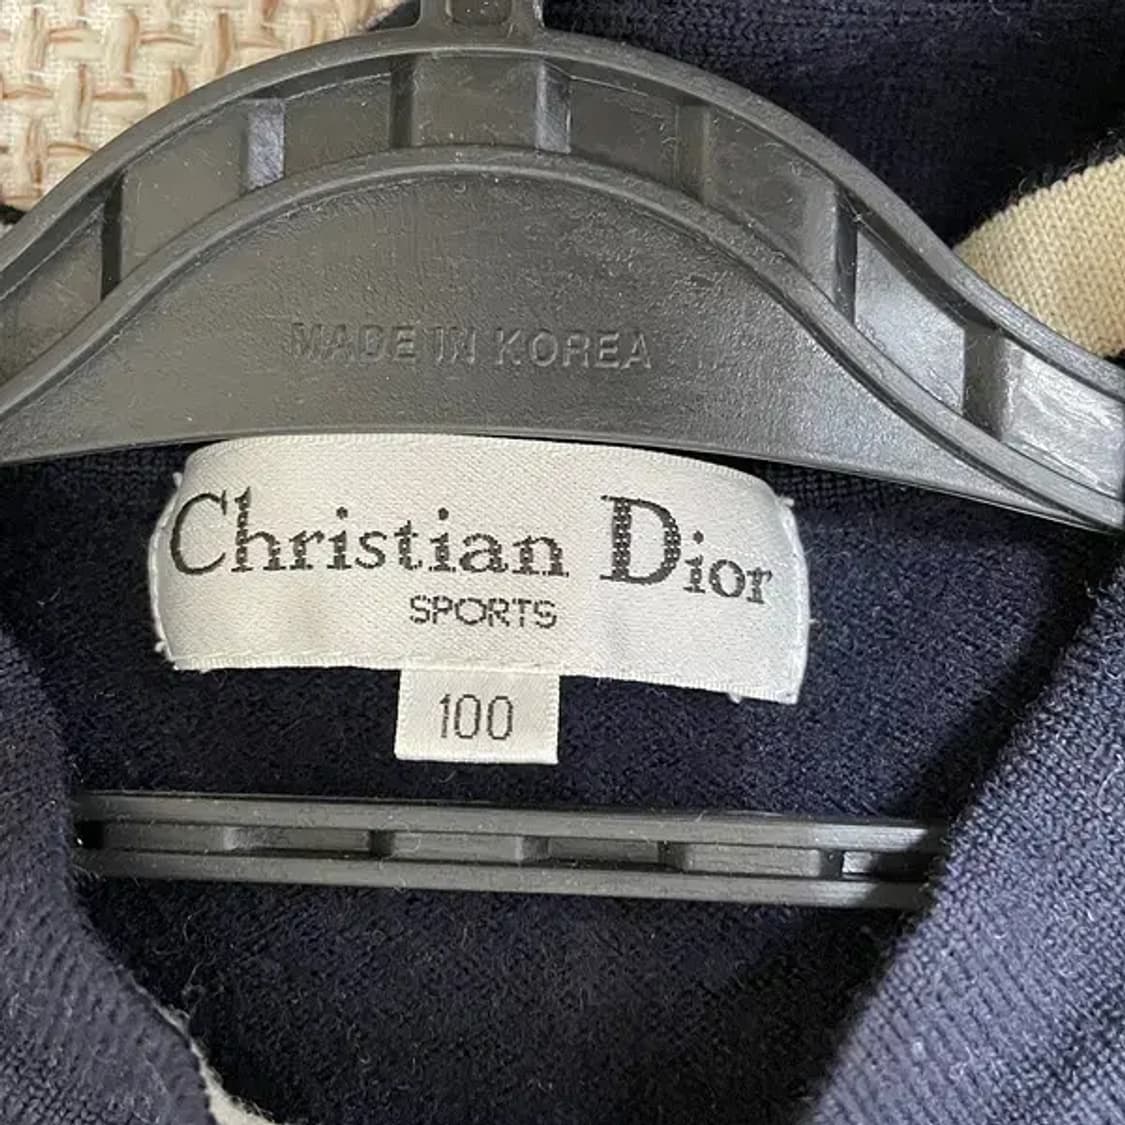 MADE IN KOREA
Christian Dior
SPORTS
100